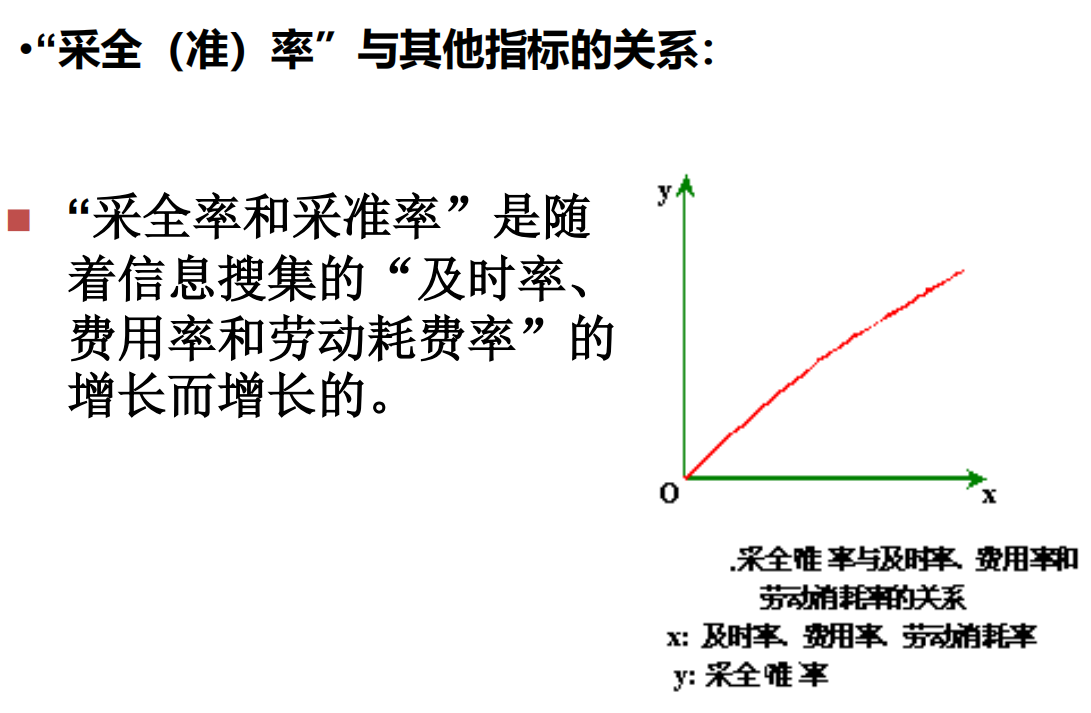 •“采全（准）率”与其他指标的关系：
“采全率和采准率”是随
着信息搜集的“及时率、
费用率和劳动耗费率”的
增长而增长的。
y
O
x
.采全(准)率与及时率、费用率和
劳动消耗率的关系
x: 及时率、费用率、劳动消耗率
y: 采全(准)率